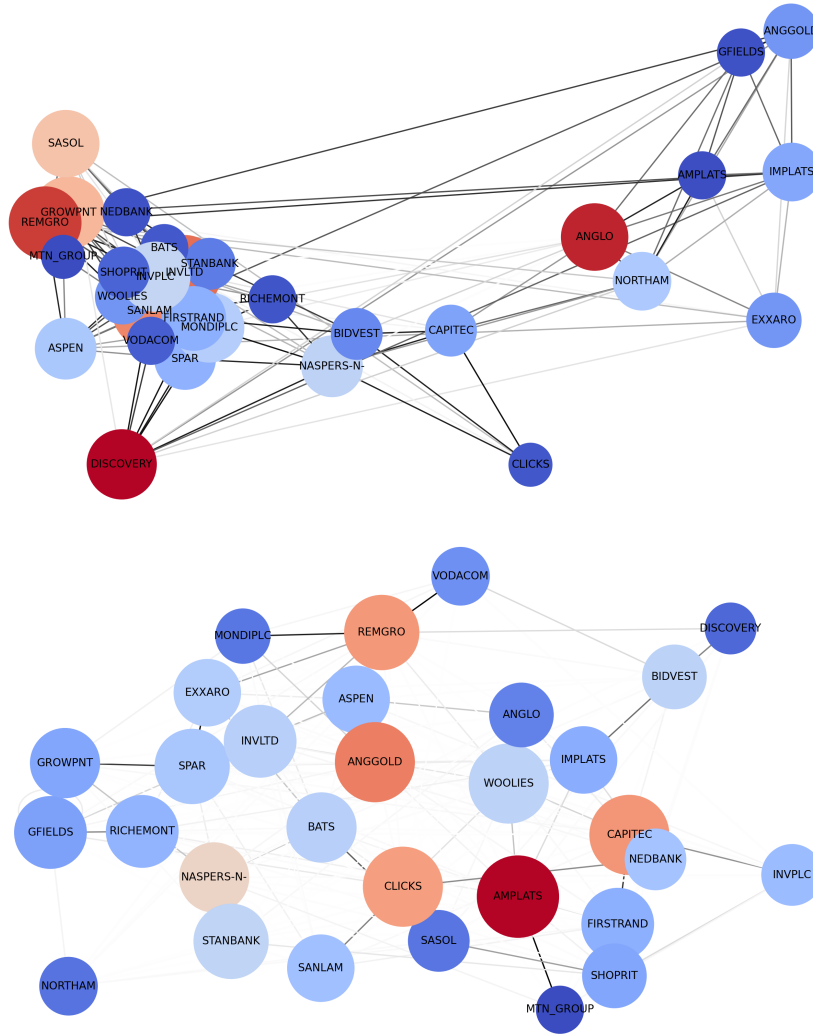 ANGGOLD
GFIELDS
SASOL
IMPLATS
AMPLATS
GROWPNT
NEDBANK
REMGRO
ANGLO
BATS
MTN_GROUP
STANBANK
SHOPRIT
INVLTD
INVPLC
NORTHAM
WOOLIES
RICHEMONT
SANLAM
FIRSTRAND
EXXARO
MONDIPLC
CAPITEC
BIDVEST
VODACOM
ASPEN
SPAR
NASPERS-N-
DISCOVERY
CLICKS
VODACOM
DISCOVERY
REMGRO
MONDIPLC
BIDVEST
EXXARO
ASPEN
ANGLO
INVLTD
IMPLATS
GROWPNT
ANGGOLD
SPAR
WOOLIES
BATS
GFIELDS
RICHEMONT
CAPITEC
NEDBANK
INVPLC
NASPERS-N-
CLICKS
AMPLATS
FIRSTRAND
STANBANK
SASOL
SANLAM
SHOPRIT
NORTHAM
MTN_GROUP